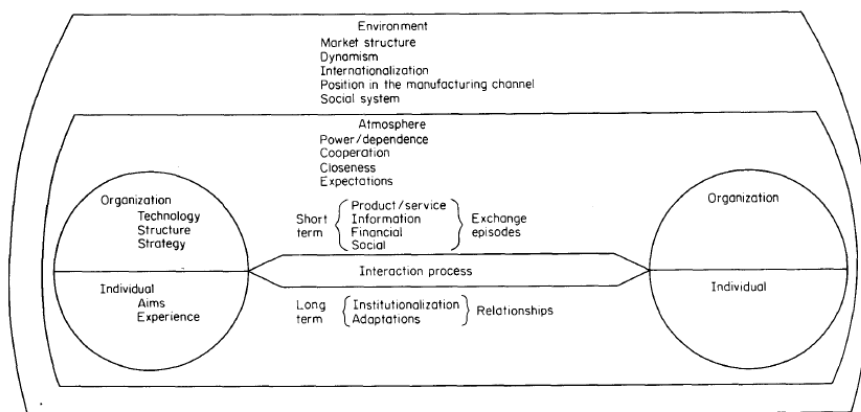 Environment
Market structure
Dynamism
Internationalization
Position in the manufacturing channel
Social system
Atmosphere
Power/dependence
Cooperation
Closeness
Expectations
Organization
Technology
Structure
Strategy
Individual
Aims
Experience
Short term
Product/service
Information
Financial
Social
Exchange episodes
Interaction process
Long term
Institutionalization
Adaptations
Relationships
Organization
Individual